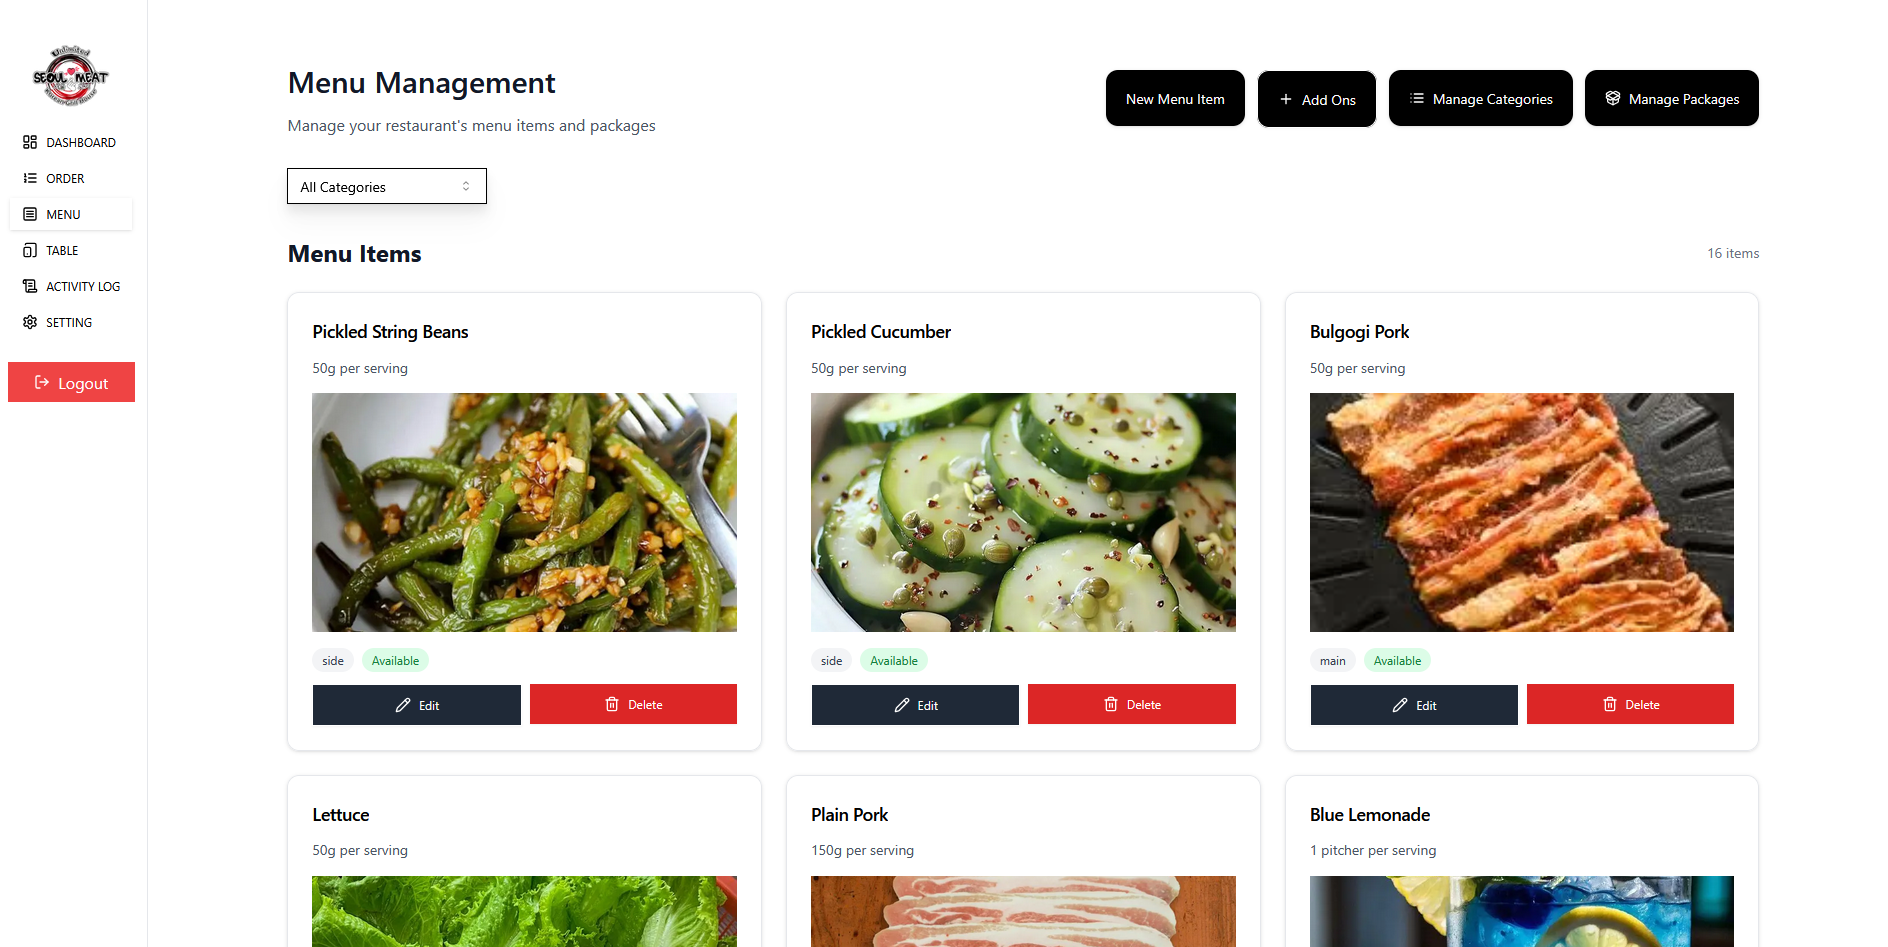 Unlimited
SEOUL MEAT
DASHBOARD
ORDER
MENU
TABLE
ACTIVITY LOG
SETTING
Logout
Menu Management
Manage your restaurant's menu items and packages
New Menu Item
Add Ons
Manage Categories
Manage Packages
All Categories
Menu Items
16 items
Pickled String Beans
50g per serving
side
Available
Edit
Delete
Pickled Cucumber
50g per serving
side
Available
Edit
Delete
Bulgogi Pork
50g per serving
main
Available
Edit
Delete
Lettuce
50g per serving
Plain Pork
150g per serving
Blue Lemonade
1 pitcher per serving